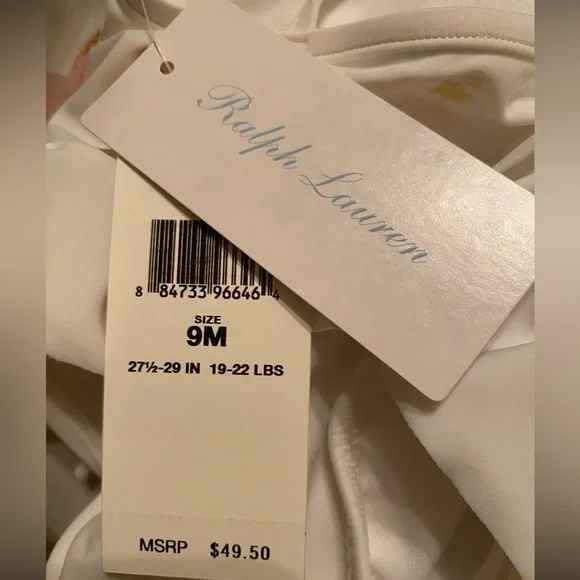 Ralph Lauren
8 84733 96646 4
SIZE
9M
27½-29 IN 19-22 LBS
MSRP $49.50